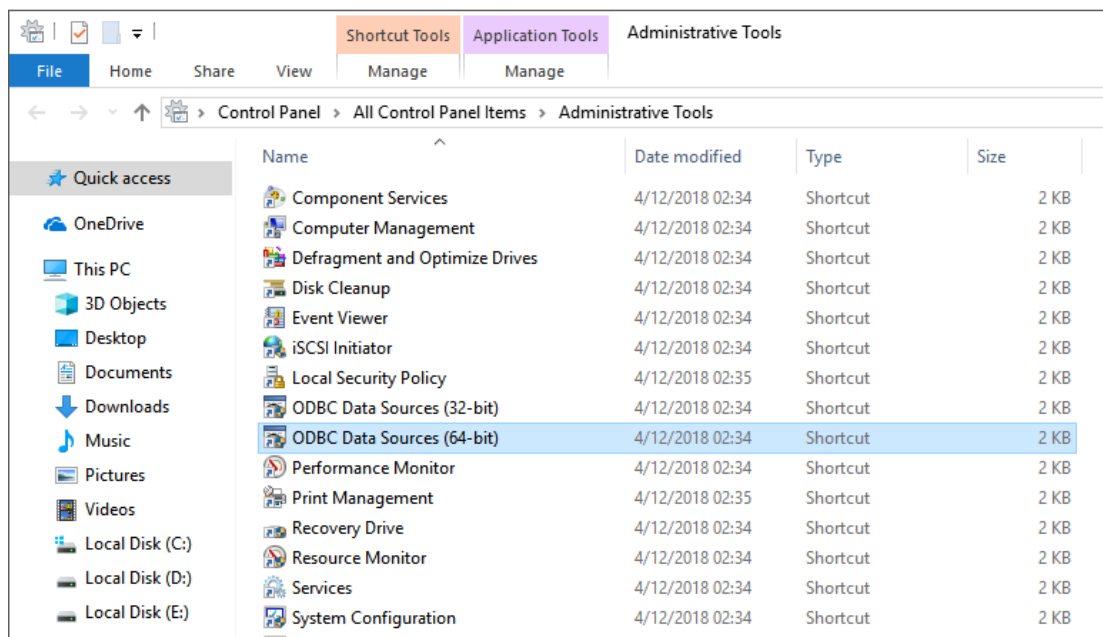 Shortcut Tools Application Tools Administrative Tools
File Home Share View Manage Manage
Control Panel > All Control Panel Items > Administrative Tools
Name Date modified Type Size
Quick access
OneDrive
This PC
3D Objects
Desktop
Documents
Downloads
Music
Pictures
Videos
Local Disk (C:)
Local Disk (D:)
Local Disk (E:)
Component Services 4/12/2018 02:34 Shortcut 2 KB
Computer Management 4/12/2018 02:34 Shortcut 2 KB
Defragment and Optimize Drives 4/12/2018 02:34 Shortcut 2 KB
Disk Cleanup 4/12/2018 02:34 Shortcut 2 KB
Event Viewer 4/12/2018 02:34 Shortcut 2 KB
iSCSI Initiator 4/12/2018 02:34 Shortcut 2 KB
Local Security Policy 4/12/2018 02:35 Shortcut 2 KB
ODBC Data Sources (32-bit) 4/12/2018 02:34 Shortcut 2 KB
ODBC Data Sources (64-bit) 4/12/2018 02:34 Shortcut 2 KB
Performance Monitor 4/12/2018 02:34 Shortcut 2 KB
Print Management 4/12/2018 02:35 Shortcut 2 KB
Recovery Drive 4/12/2018 02:34 Shortcut 2 KB
Resource Monitor 4/12/2018 02:34 Shortcut 2 KB
Services 4/12/2018 02:34 Shortcut 2 KB
System Configuration 4/12/2018 02:34 Shortcut 2 KB